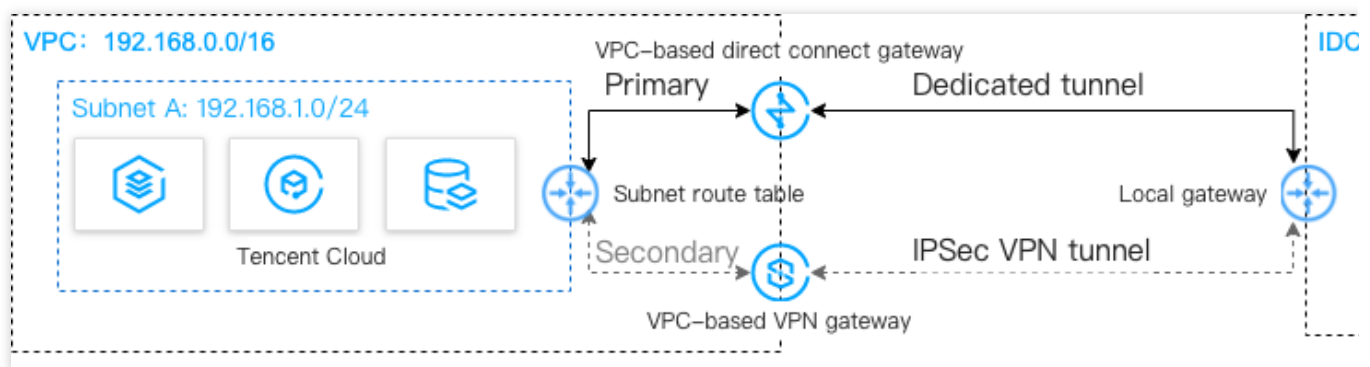 VPC: 192.168.0.0/16
IDC
VPC-based direct connect gateway
Primary
Dedicated tunnel
Subnet A: 192.168.1.0/24
Subnet route table
Local gateway
Tencent Cloud
Secondary
IPSec VPN tunnel
VPC-based VPN gateway